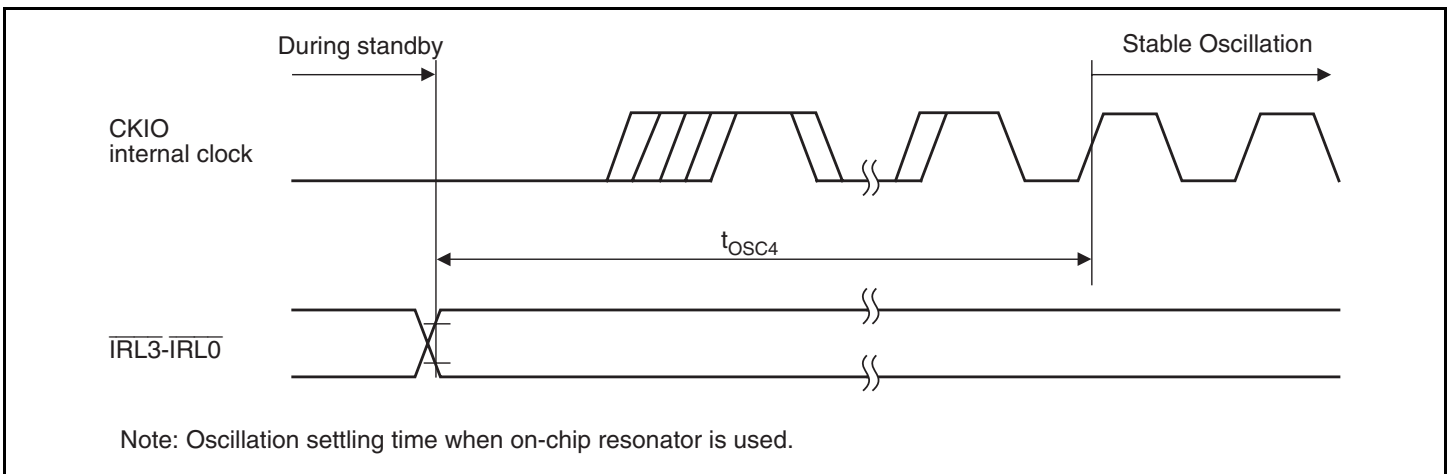 During standby
Stable Oscillation
CKIO
internal clock
tOSC4
IRL3-IRL0
Note: Oscillation settling time when on-chip resonator is used.